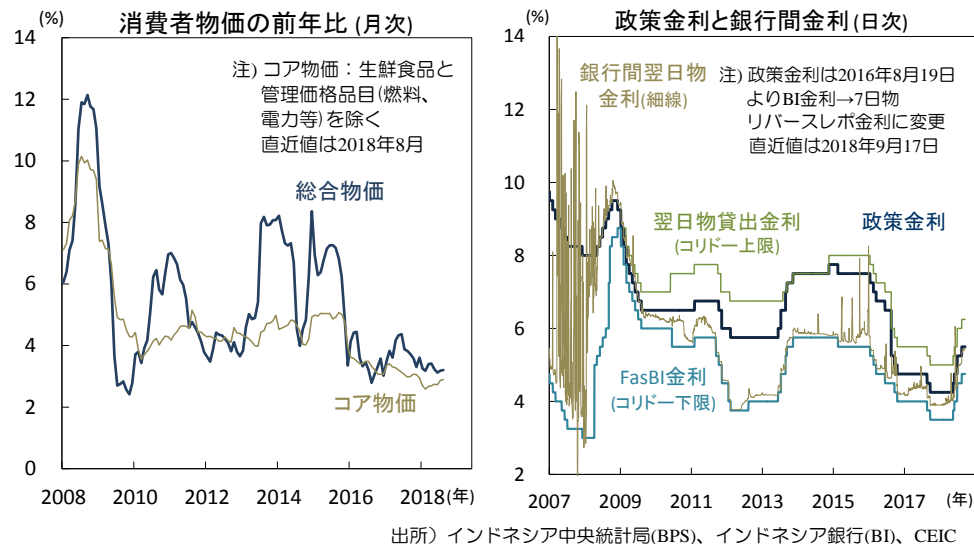 消費者物価の前年比 (月次)
(%)
14
12
10
8
6
4
2
0
注) コア物価：生鮮食品と
管理価格品目(燃料、
電力等)を除く
直近値は2018年8月
総合物価
コア物価
2008 2010 2012 2014 2016 2018 (年)
政策金利と銀行間金利(日次)
(%)
14
12
10
8
6
4
2
銀行間翌日物
金利(細線)
注) 政策金利は2016年8月19日
よりBI金利→7日物
リバースレポ金利に変更
直近値は2018年9月17日
翌日物貸出金利
(コリドー上限)
政策金利
FasBI金利
(コリドー下限)
2007 2009 2011 2013 2015 2017 (年)
出所）インドネシア中央統計局(BPS)、インドネシア銀行(BI)、CEIC